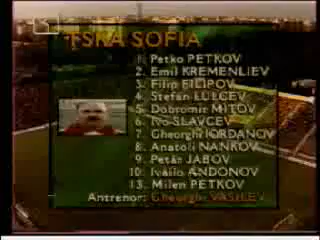 TSKA SOFIA
1. Petko PETKOV
2. Emil KREMENLIEV
3. Filip FILIPOV
4. Stefan LULCEV
5. Dobromir MITOV
6. Ivo SLAVCEV
7. Gheorghi IORDANOV
8. Anatoli NANKOV
9. Petăr JABOV
10. Ivailo ANDONOV
13. Milen PETKOV
Antrenor: Gheorghi VASILEV